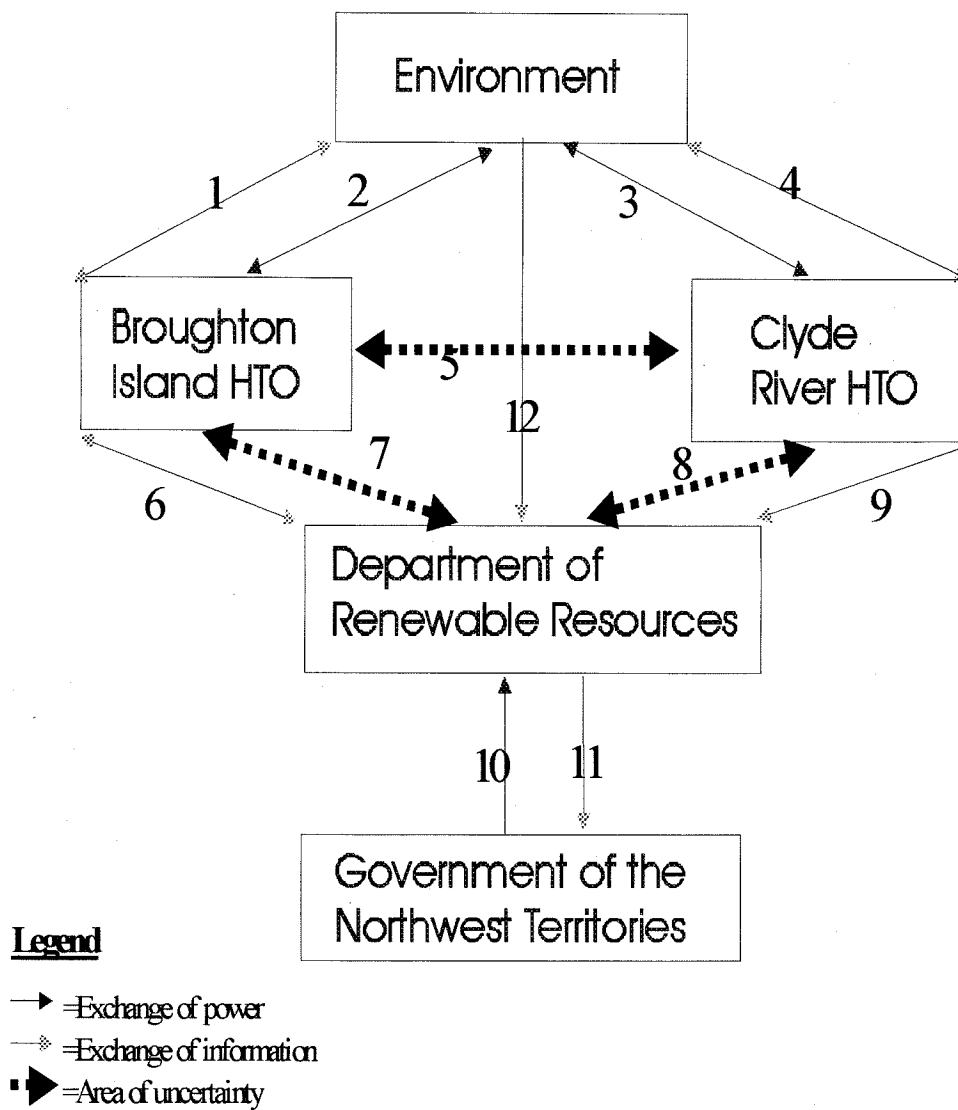 Environment
1
2
3
4
Broughton
Island HTO
Clyde
River HTO
5
12
7
8
6
9
Department of
Renewable Resources
10
11
Government of the
Northwest Territories
Legend
=Exchange of power
=Exchange of information
=Area of uncertainty